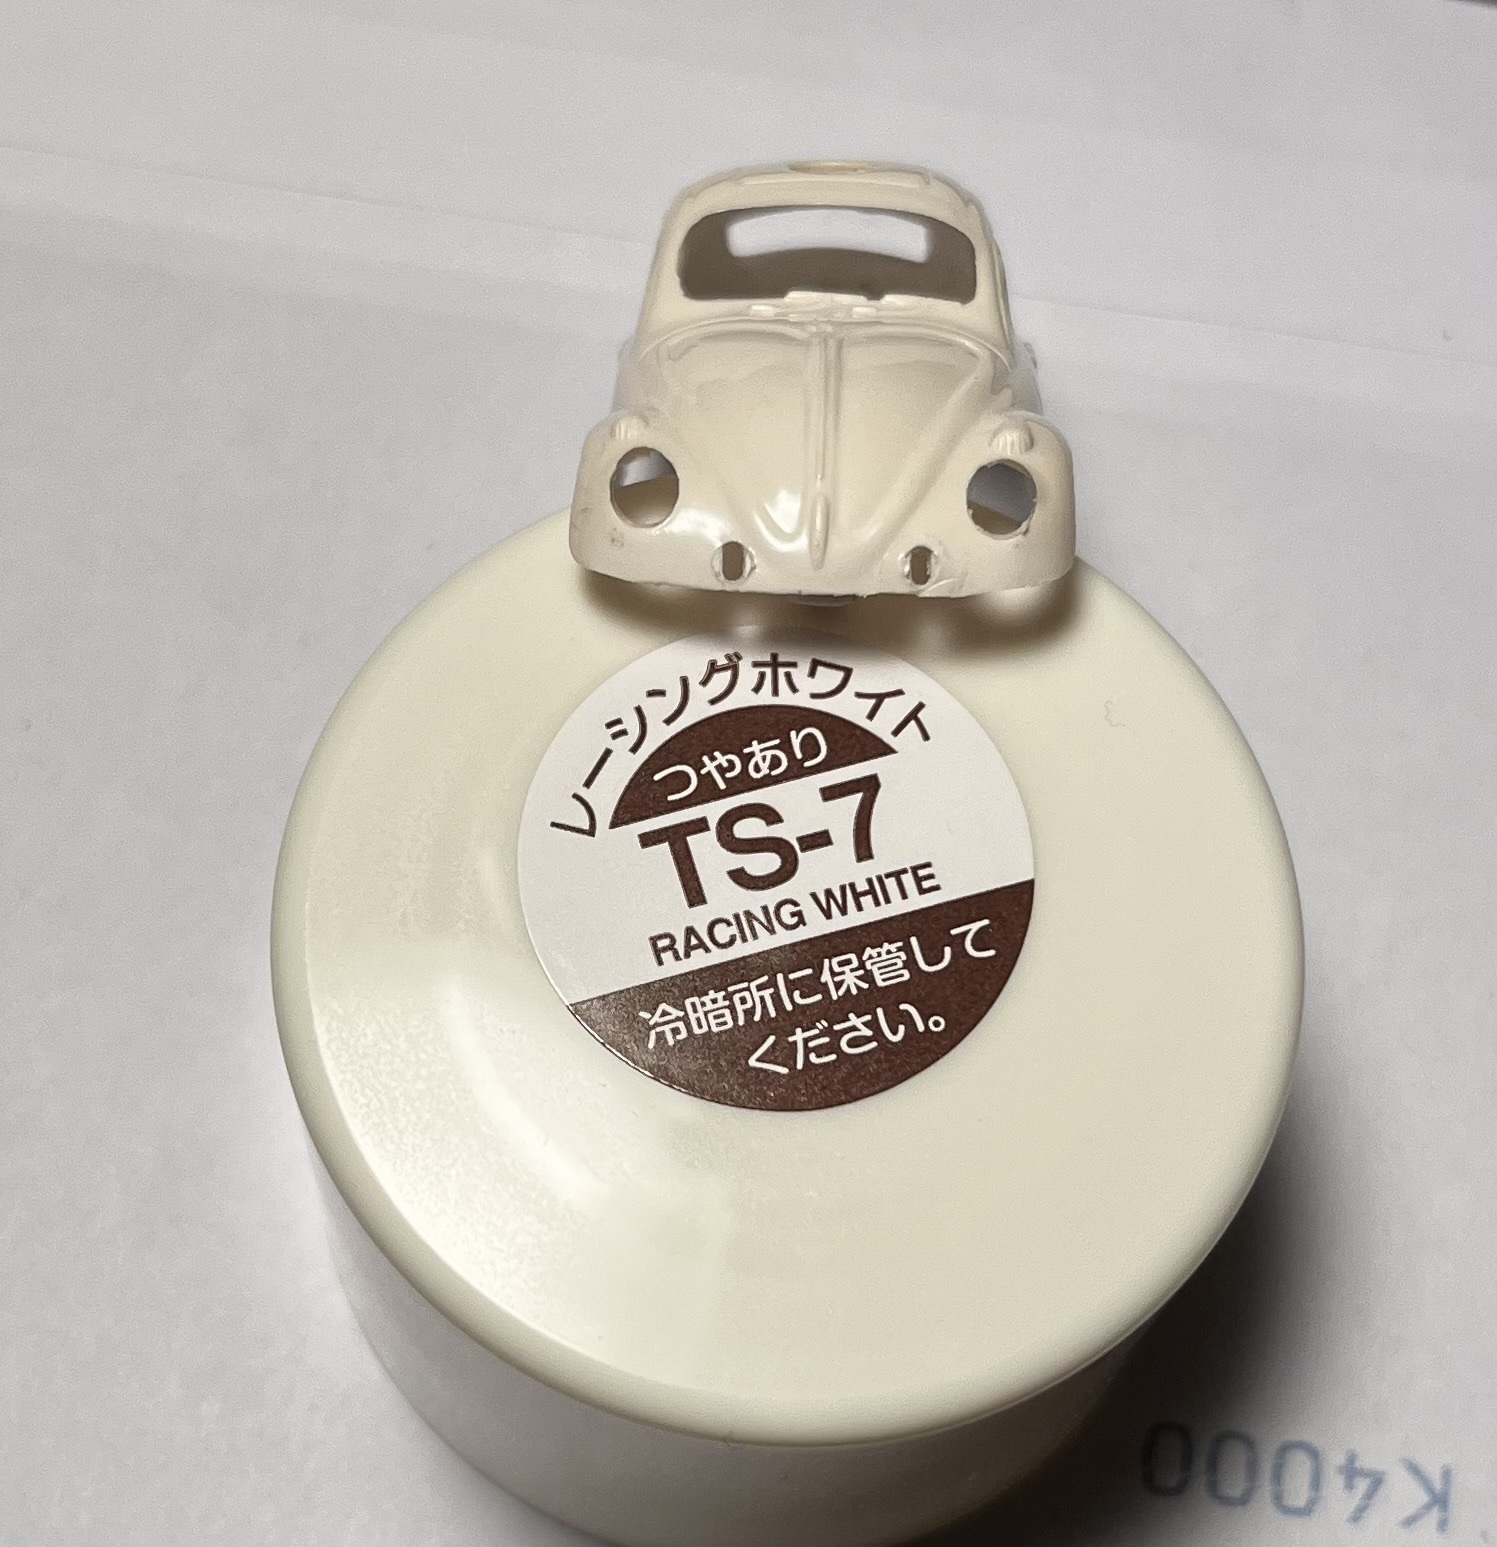 レーシングホワイト
つやあり
TS-7
RACING WHITE
冷暗所に保管して
ください。
K4000